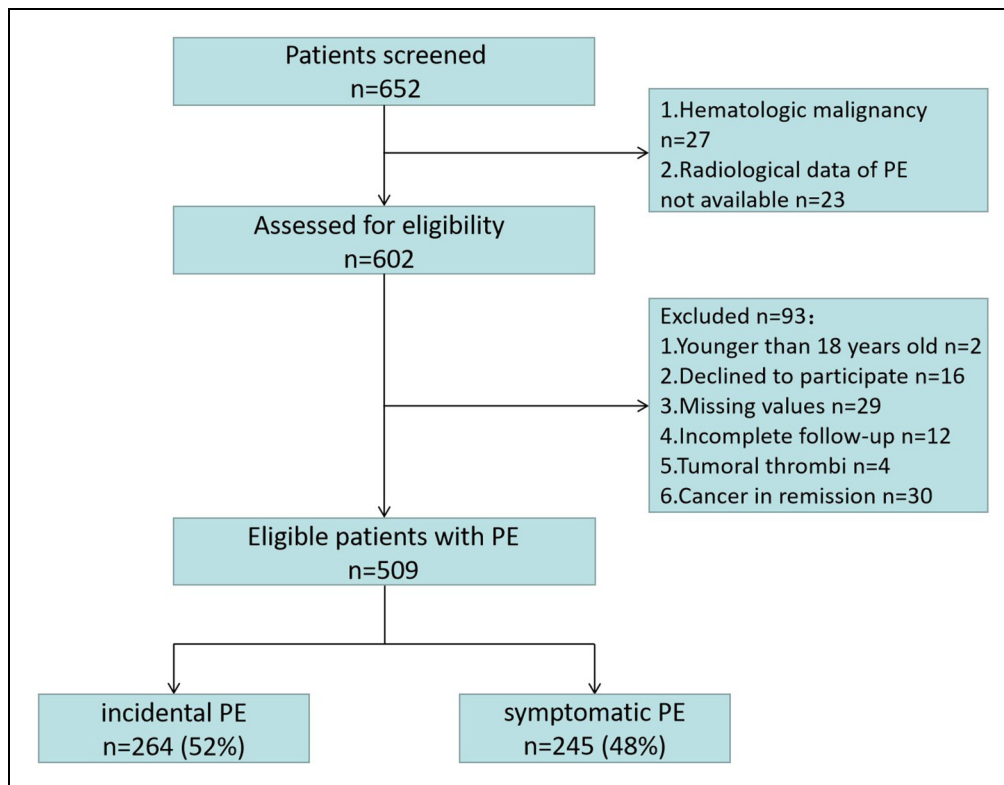 Patients screened
n=652
1.Hematologic malignancy
n=27
2.Radiological data of PE
not available n=23
Assessed for eligibility
n=602
Excluded n=93：
1.Younger than 18 years old n=2
2.Declined to participate n=16
3.Missing values n=29
4.Incomplete follow-up n=12
5.Tumoral thrombi n=4
6.Cancer in remission n=30
Eligible patients with PE
n=509
incidental PE
n=264 (52%)
symptomatic PE
n=245 (48%)